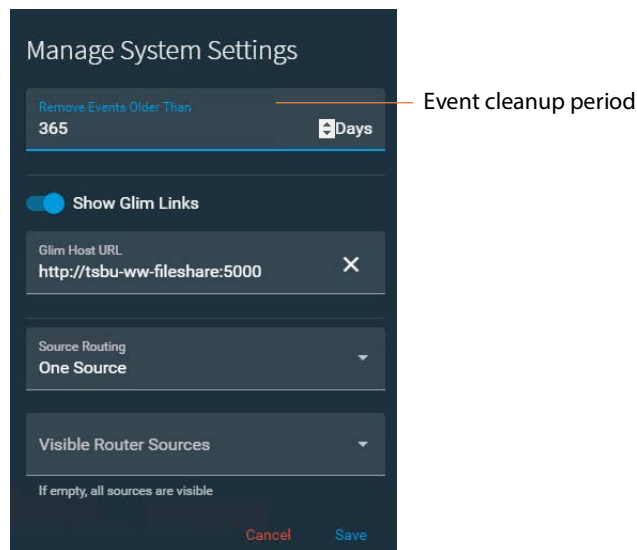 Manage System Settings
Remove Events Older Than
365 Days
Event cleanup period
Show Glim Links
Glim Host URL
http://tsbu-ww-fileshare:5000
Source Routing
One Source
Visible Router Sources
If empty, all sources are visible
Cancel Save